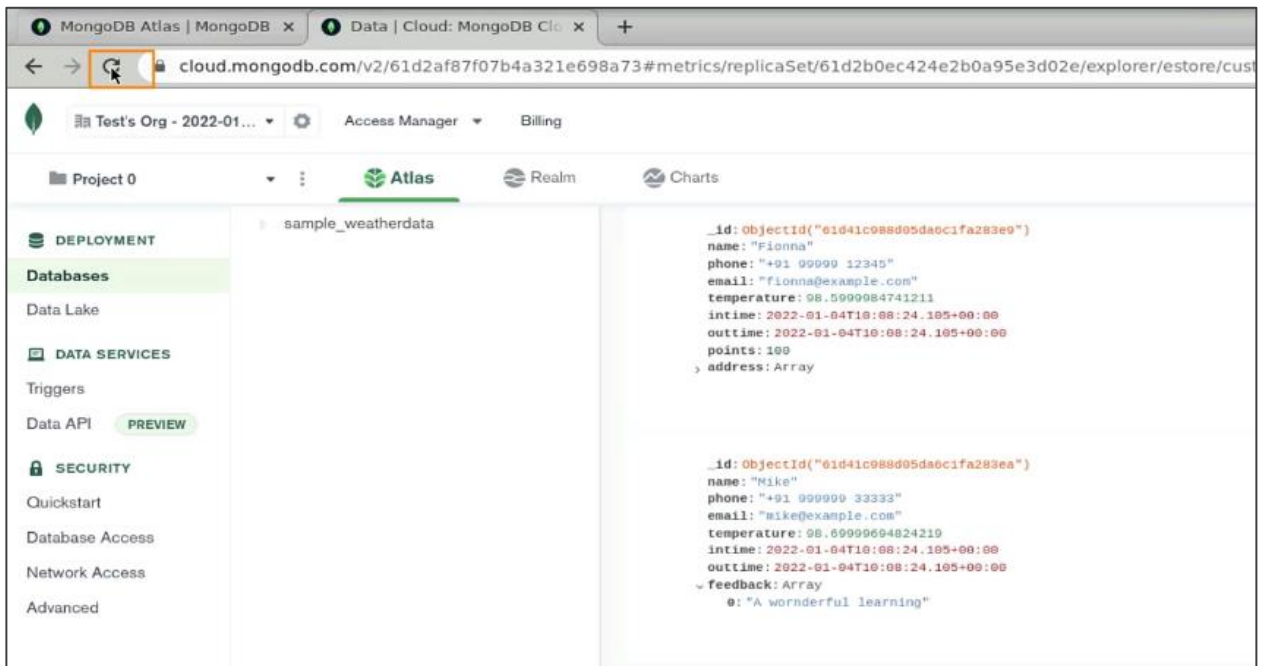 MongoDB Atlas | MongoDB
Data | Cloud: MongoDB Clo
cloud.mongodb.com/v2/61d2af87f07b4a321e698a73#metrics/replicaSet/61d2b0ec424e2b0a95e3d02e/explorer/estore/cust
Test's Org - 2022-01...
Access Manager
Billing
Project 0
Atlas
Realm
Charts
DEPLOYMENT
Databases
Data Lake
DATA SERVICES
Triggers
Data API PREVIEW
SECURITY
Quickstart
Database Access
Network Access
Advanced
sample_weatherdata
_id: ObjectId("61d41c988d05da6c1fa283e9")
name: "Fionna"
phone: "+91 99999 12345"
email: "fionna@example.com"
temperature: 98.5999984741211
intime: 2022-01-04T10:08:24.105+00:00
outtime: 2022-01-04T10:08:24.105+00:00
points: 100
address: Array
_id: ObjectId("61d41c988d05da6c1fa283ea")
name: "Mike"
phone: "+91 999999 33333"
email: "mike@example.com"
temperature: 98.69999694824219
intime: 2022-01-04T10:08:24.105+00:00
outtime: 2022-01-04T10:08:24.105+00:00
feedback: Array
0: "A wornderful learning"